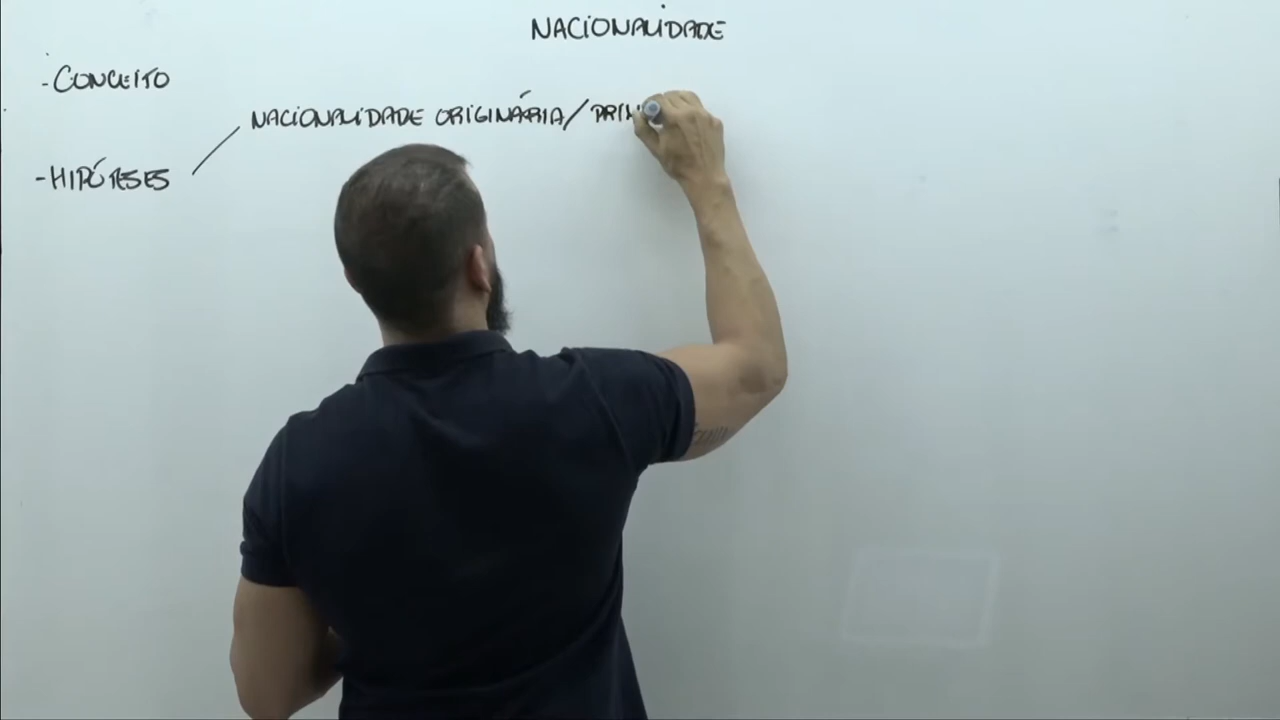 NACIONALIDADE
- CONCEITO
NACIONALIDADE ORIGINÁRIA/PRIM
- HIPÓTESES